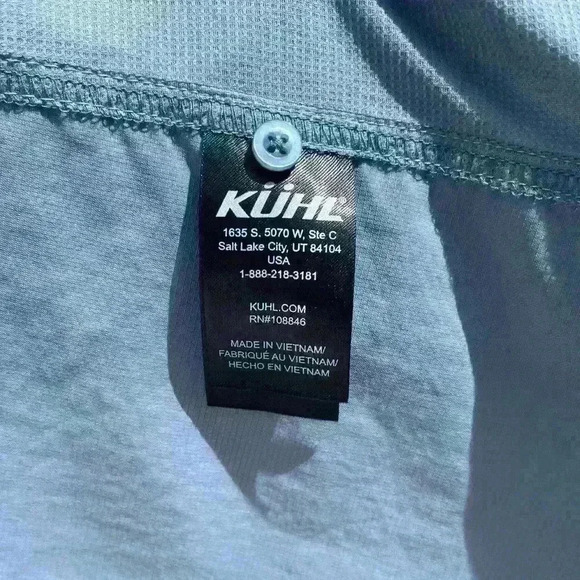 KÜHL
1635 S. 5070 W, Ste C
Salt Lake City, UT 84104
USA
1-888-218-3181
KUHL.COM
RN#108846
MADE IN VIETNAM/
FABRIQUÉ AU VIETNAM/
HECHO EN VIETNAM